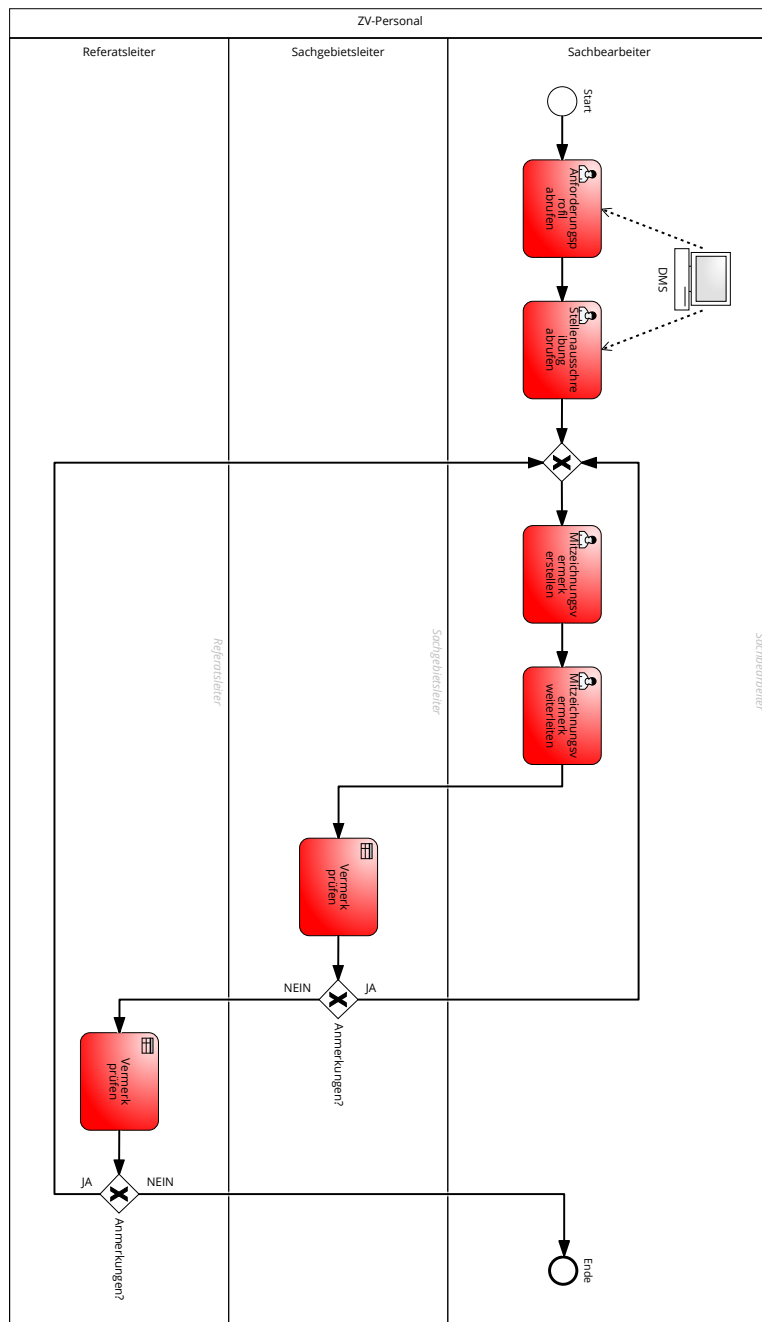 ZV-Personal
Referatsleiter
Sachgebietsleiter
Sachbearbeiter
Start
Anforderungsp
rofil
abrufen
DMS
Stellenausschre
ibung
abrufen
Mitzeichnungsv
ermerk
erstellen
Referatsleiter
Sachgebietsleiter
Sachbearbeiter
Mitzeichnungsv
ermerk
weiterleiten
Vermerk
prüfen
NEIN
JA
Anmerkungen?
Vermerk
prüfen
JA
NEIN
Anmerkungen?
Ende